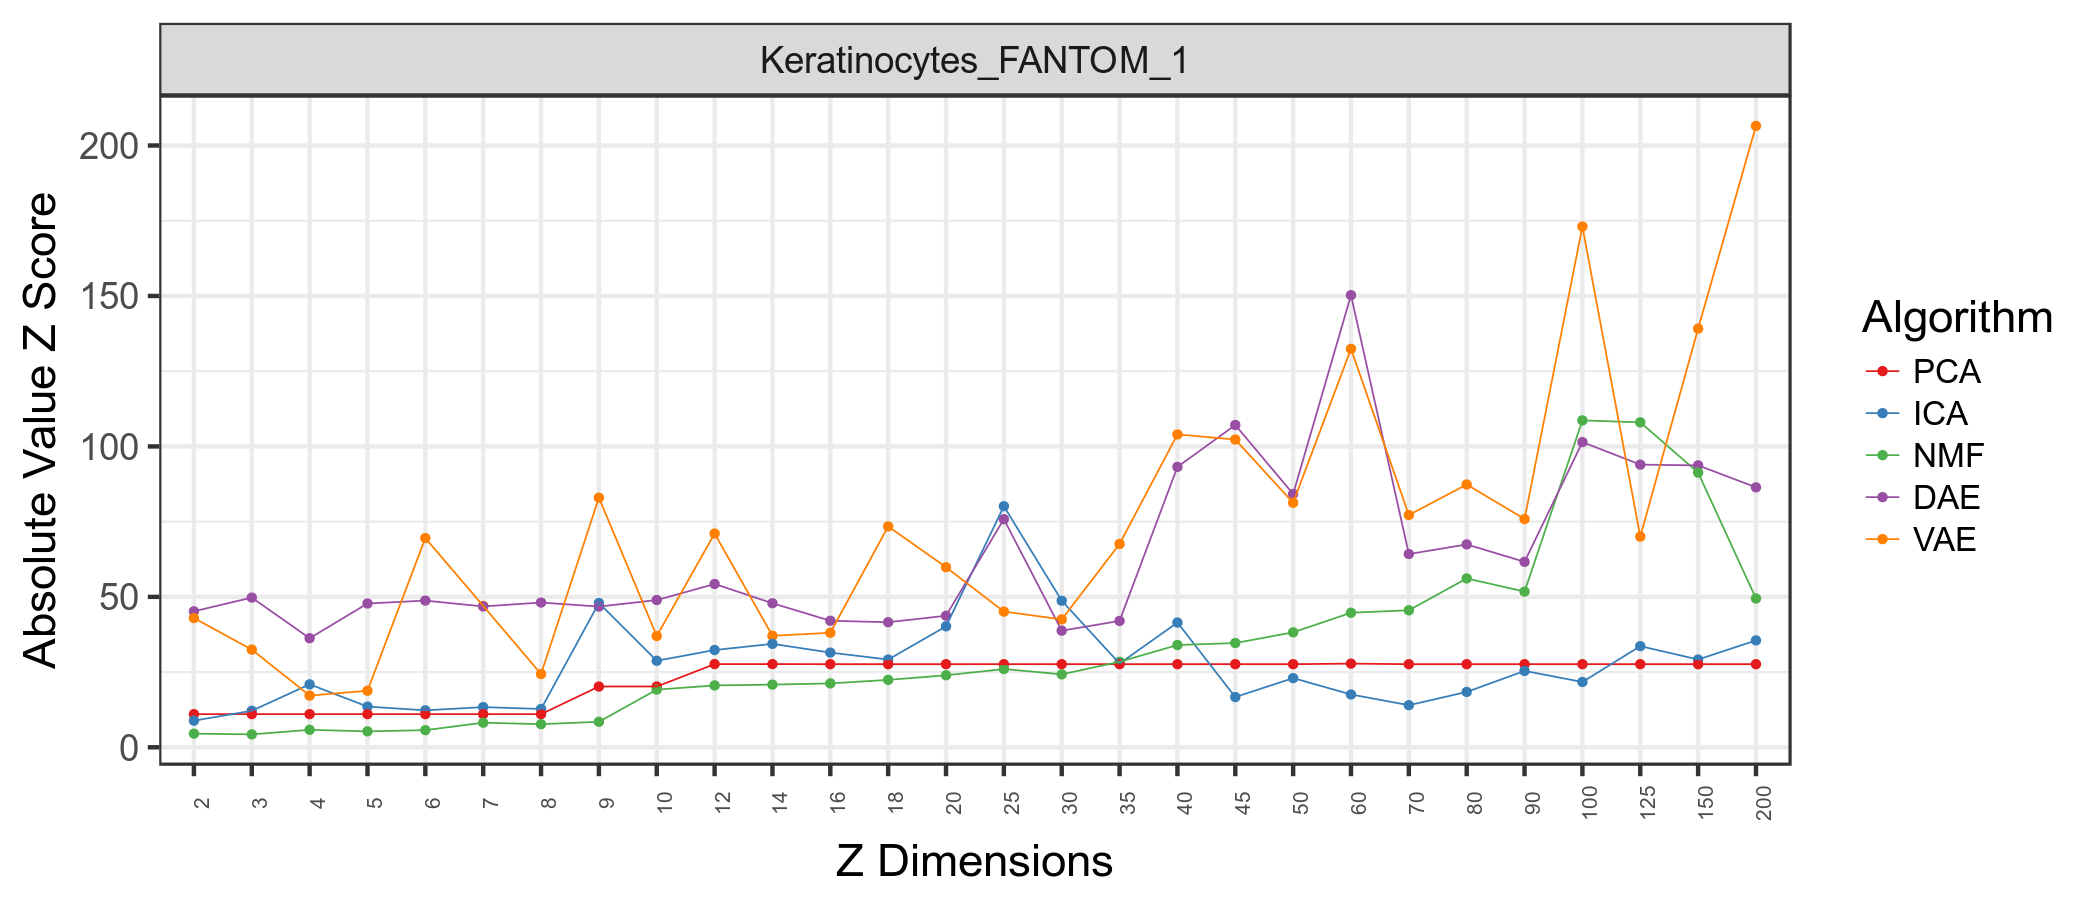 Keratinocytes_FANTOM_1
Absolute Value Z Score
200
150
100
50
0
2 3 4 5 6 7 8 9 10 12 14 16 18 20 25 30 35 40 45 50 60 70 80 90 100 125 150 200
Z Dimensions
Algorithm
PCA
ICA
NMF
DAE
VAE